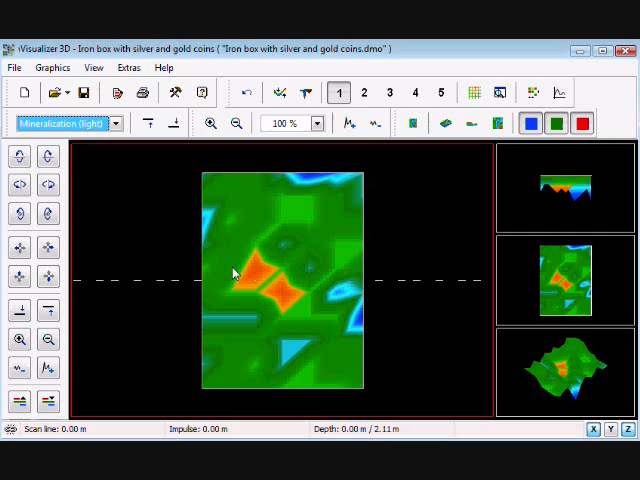 Visualizer 3D - Iron box with silver and gold coins ( "Iron box with silver and gold coins.dmo" )
File Graphics View Extras Help
1 2 3 4 5
Mineralization (light) 100 %
Scan line: 0.00 m Impulse: 0.00 m Depth: 0.00 m / 2.11 m X Y Z